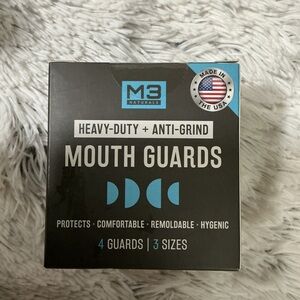 M3
NATURALS
MADE IN
THE USA
HEAVY-DUTY + ANTI-GRIND
MOUTH GUARDS
PROTECTS · COMFORTABLE · REMOLDABLE · HYGENIC
4 GUARDS | 3 SIZES